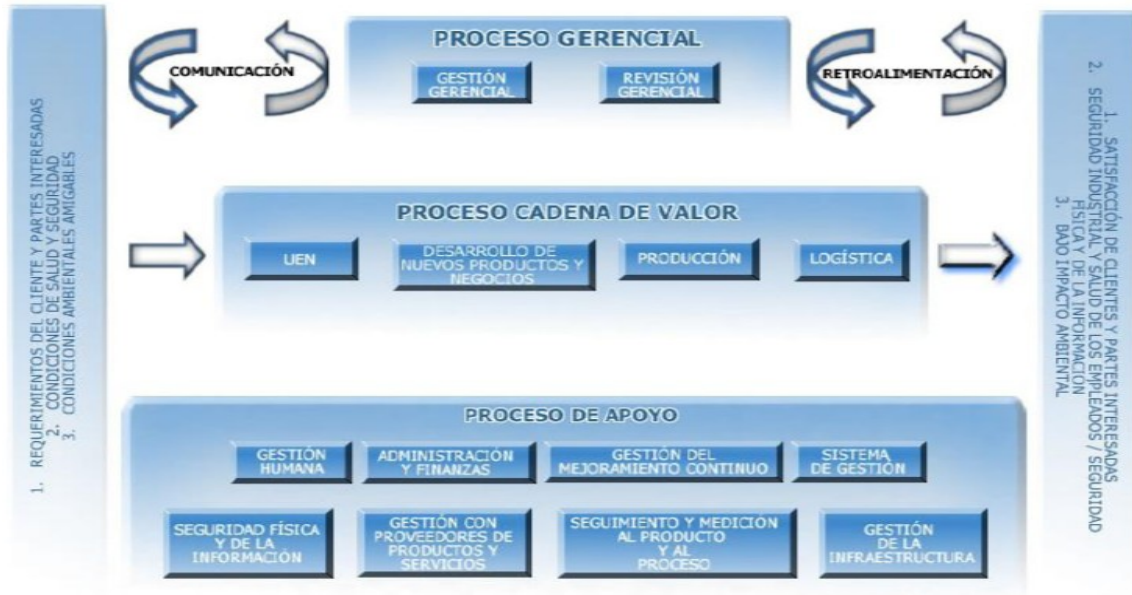 1. REQUERIMIENTOS DEL CLIENTE Y PARTES INTERESADAS
2. CONDICIONES DE SALUD Y SEGURIDAD
3. CONDICIONES AMBIENTALES AMIGABLES
COMUNICACIÓN
PROCESO GERENCIAL
GESTIÓN
GERENCIAL
REVISIÓN
GERENCIAL
RETROALIMENTACIÓN
PROCESO CADENA DE VALOR
UEN
DESARROLLO DE
NUEVOS PRODUCTOS Y
NEGOCIOS
PRODUCCIÓN
LOGÍSTICA
PROCESO DE APOYO
GESTIÓN
HUMANA
ADMINISTRACIÓN
Y FINANZAS
GESTIÓN DEL
MEJORAMIENTO CONTINUO
SISTEMA
DE GESTIÓN
SEGURIDAD FÍSICA
Y DE LA
INFORMACIÓN
GESTIÓN CON
PROVEEDORES DE
PRODUCTOS Y
SERVICIOS
SEGUIMIENTO Y MEDICIÓN
AL PRODUCTO
Y AL
PROCESO
GESTIÓN
DE LA
INFRAESTRUCTURA
1. SATISFACCIÓN DE CLIENTES Y PARTES INTERESADAS
2. SEGURIDAD INDUSTRIAL Y SALUD DE LOS EMPLEADOS / SEGURIDAD
FÍSICA Y DE LA INFORMACIÓN
3. BAJO IMPACTO AMBIENTAL